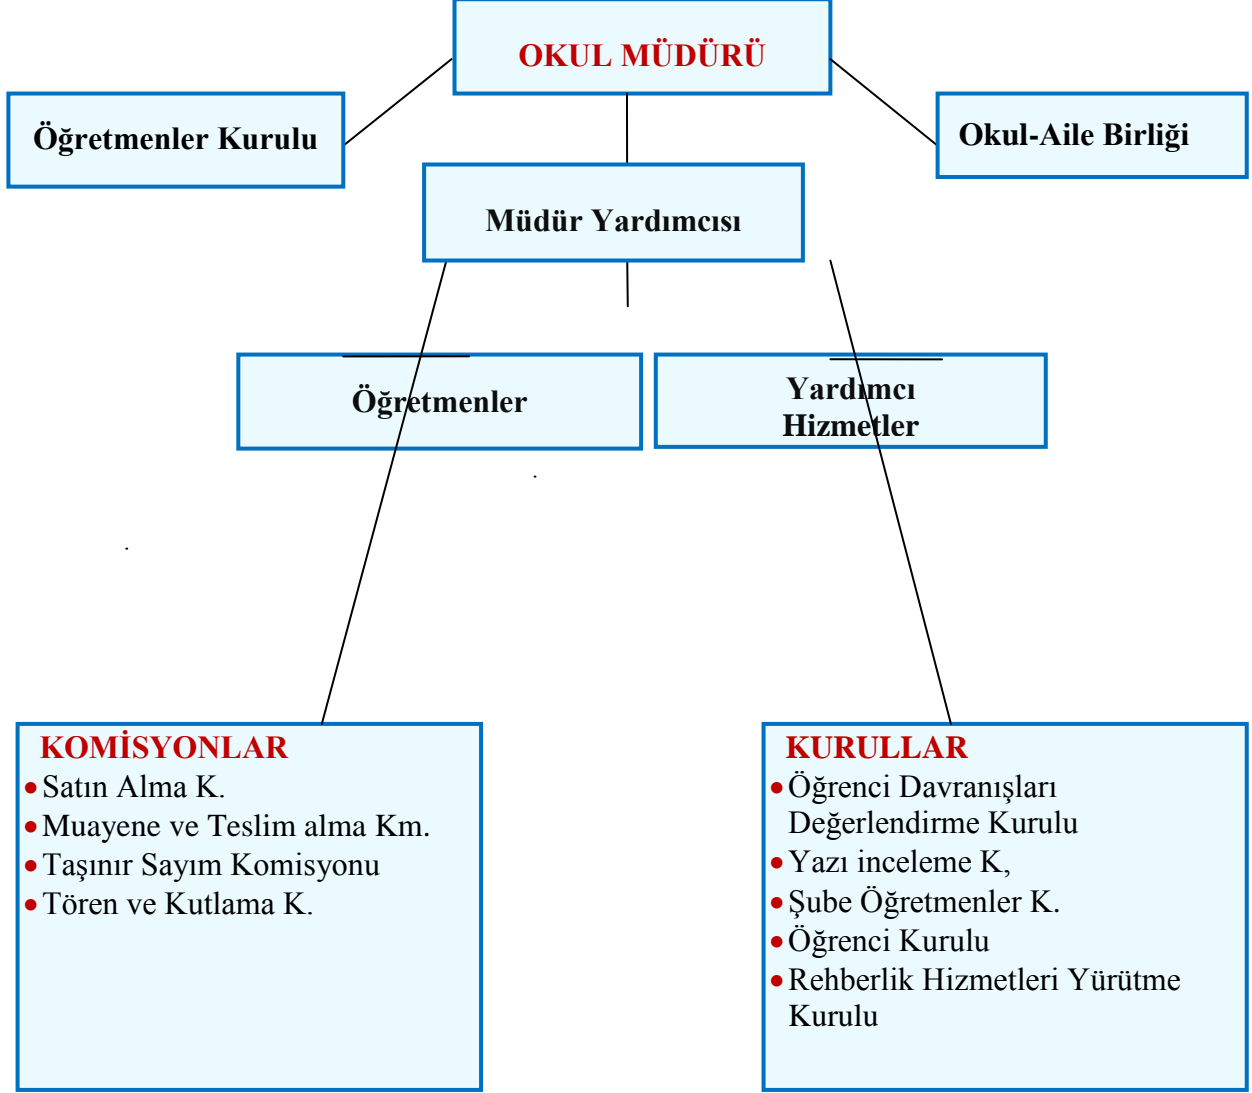 OKUL MÜDÜRÜ
Öğretmenler Kurulu
Okul-Aile Birliği
Müdür Yardımcısı
Öğretmenler
Yardımcı
Hizmetler
KOMİSYONLAR
• Satın Alma K.
• Muayene ve Teslim alma Km.
• Taşınır Sayım Komisyonu
• Tören ve Kutlama K.
KURULLAR
• Öğrenci Davranışları
Değerlendirme Kurulu
• Yazı inceleme K,
• Şube Öğretmenler K.
• Öğrenci Kurulu
• Rehberlik Hizmetleri Yürütme
Kurulu